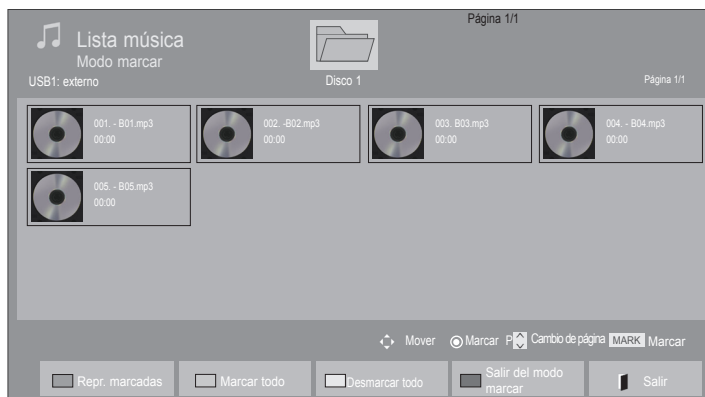 Página 1/1
Lista música
Modo marcar
USB1: externo
Disco 1
Página 1/1
001. - B01.mp3
00:00
002. -B02.mp3
00:00
003. B03.mp3
00:00
004. - B04.mp3
00:00
005. - B05.mp3
00:00
Mover Marcar P Cambio de página MARK Marcar
Repr. marcadas
Marcar todo
Desmarcar todo
Salir del modo
marcar
Salir